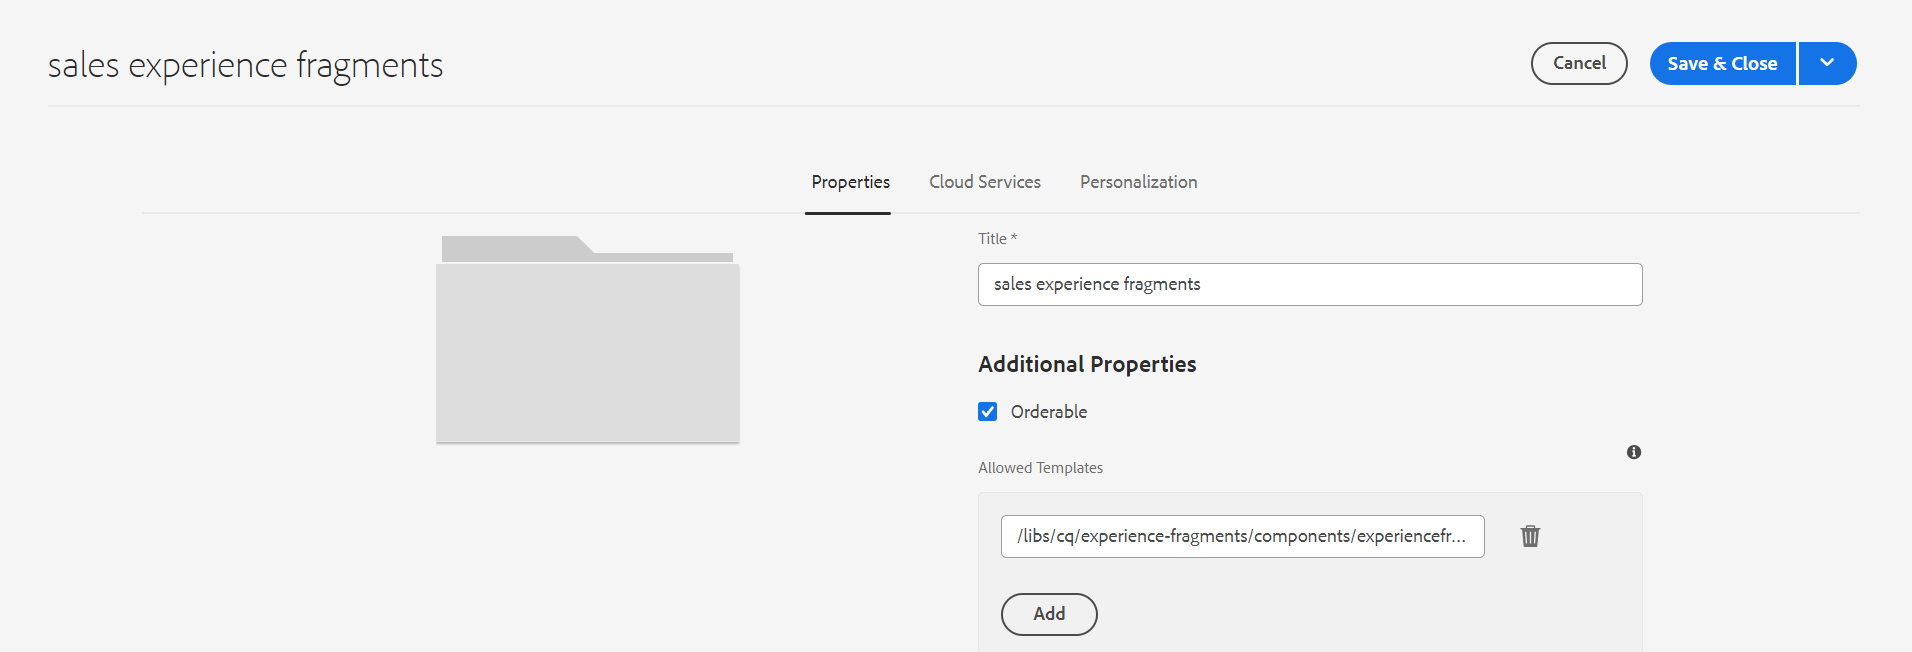 sales experience fragments
Cancel
Save & Close
Properties
Cloud Services
Personalization
Title *
sales experience fragments
Additional Properties
Orderable
Allowed Templates
/libs/cq/experience-fragments/components/experiencefr...
Add